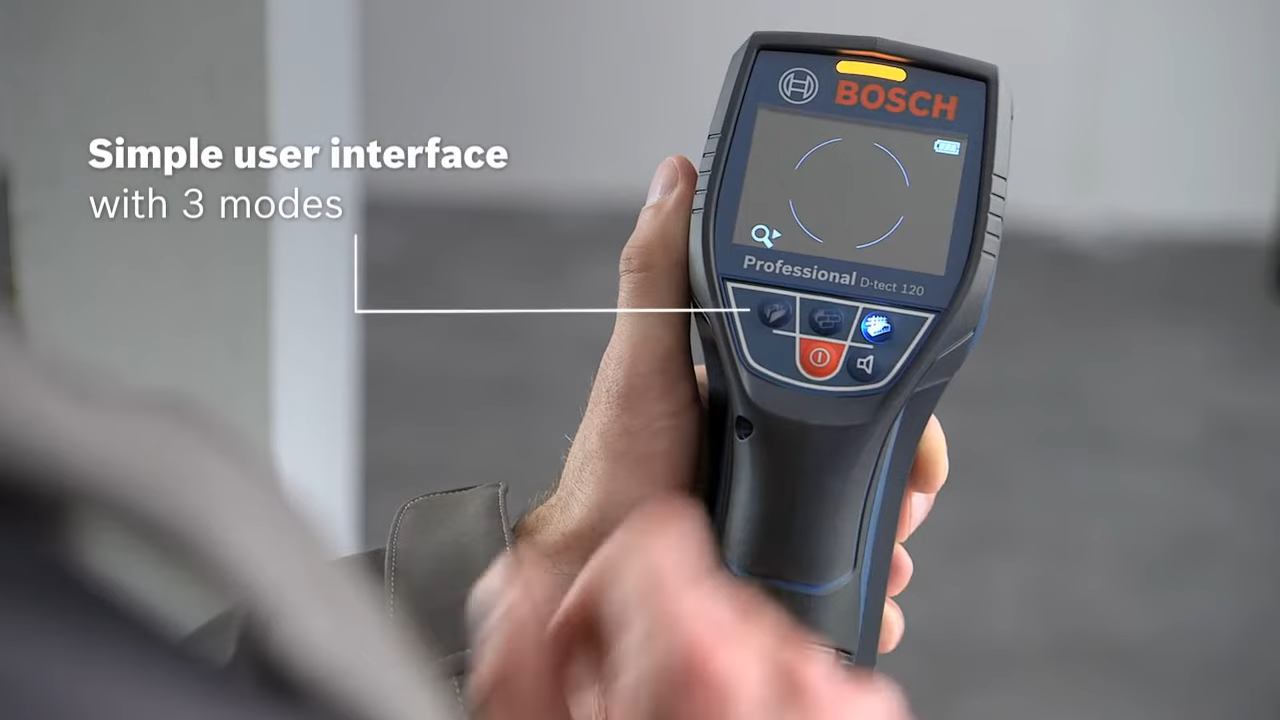 BOSCH
Simple user interface
with 3 modes
Professional D-tect 120